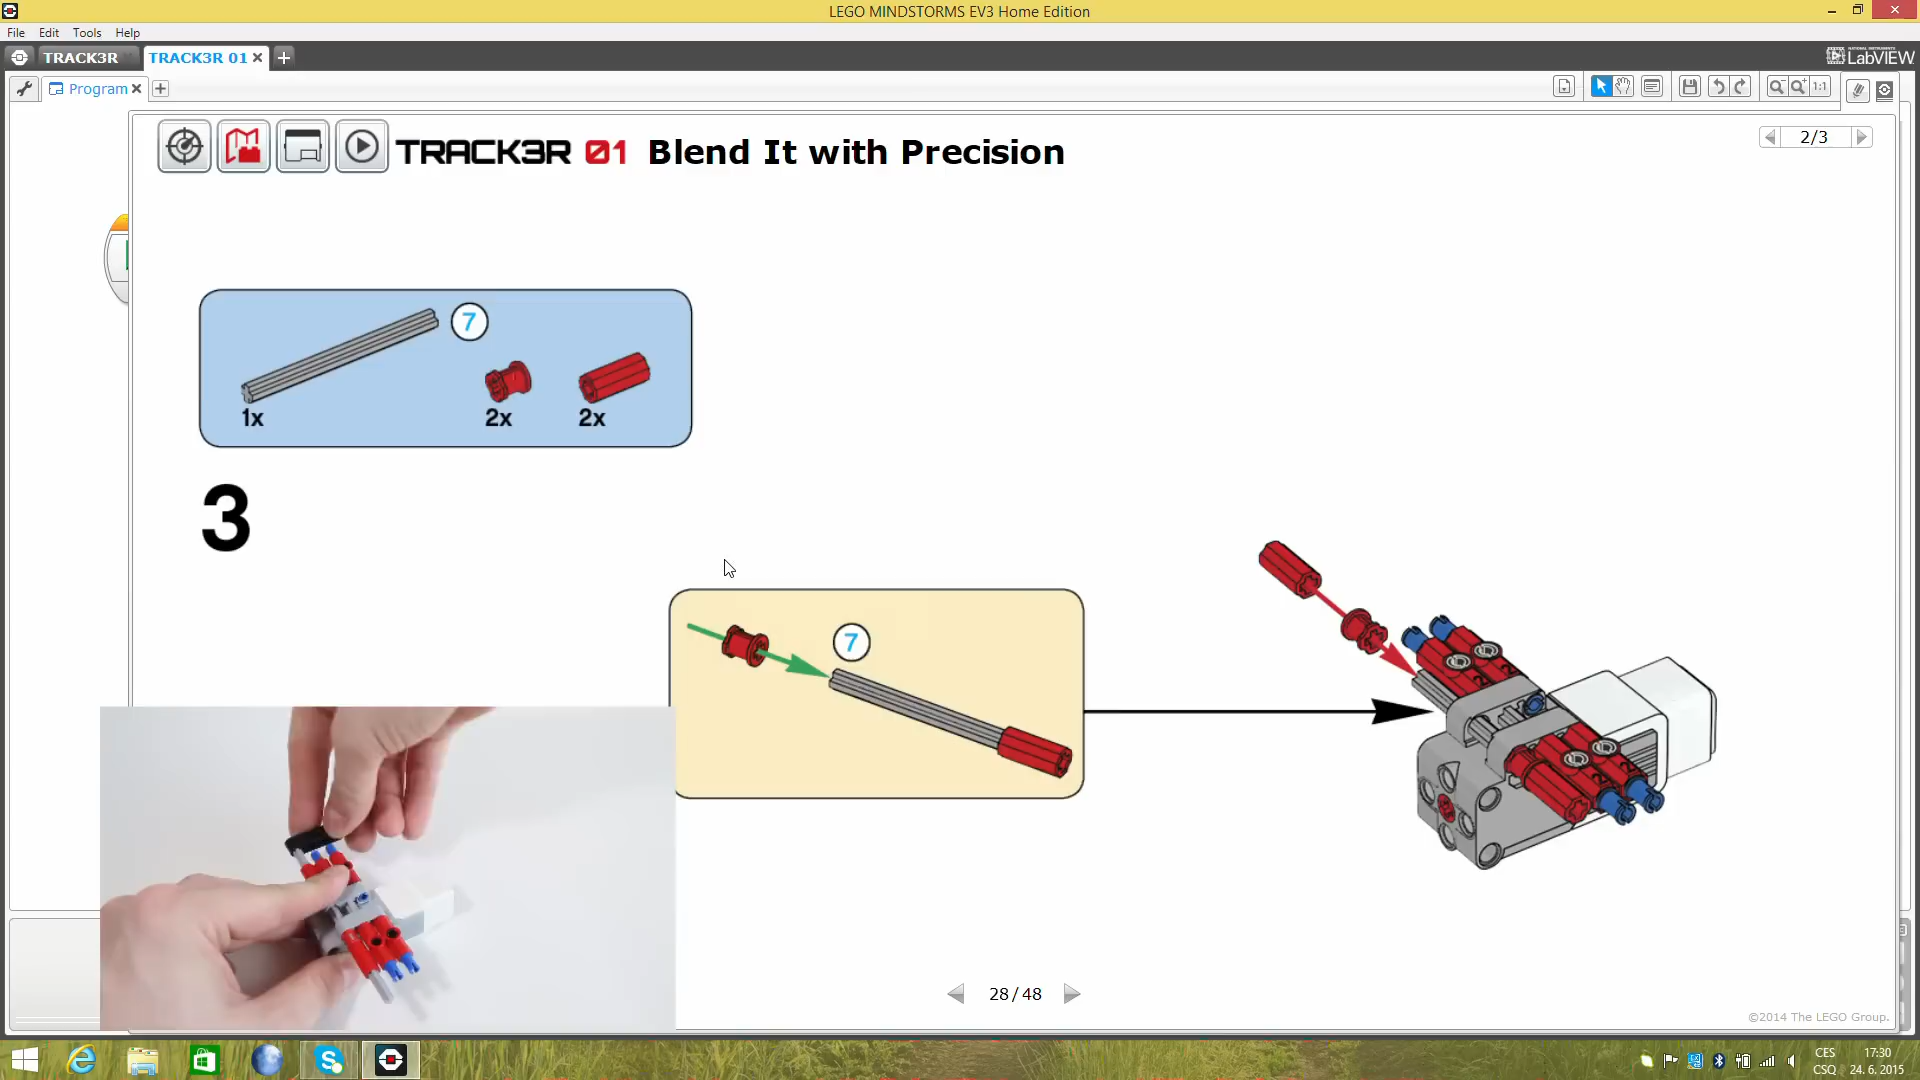 LEGO MINDSTORMS EV3 Home Edition
File Edit Tools Help
TRACK3R TRACK3R 01
LabVIEW
Program
1:1
TRACK3R 01 Blend It with Precision
2/3
7
1x 2x 2x
3
7
28 / 48
©2014 The LEGO Group.
CES 17:30
CSQ 24. 6. 2015